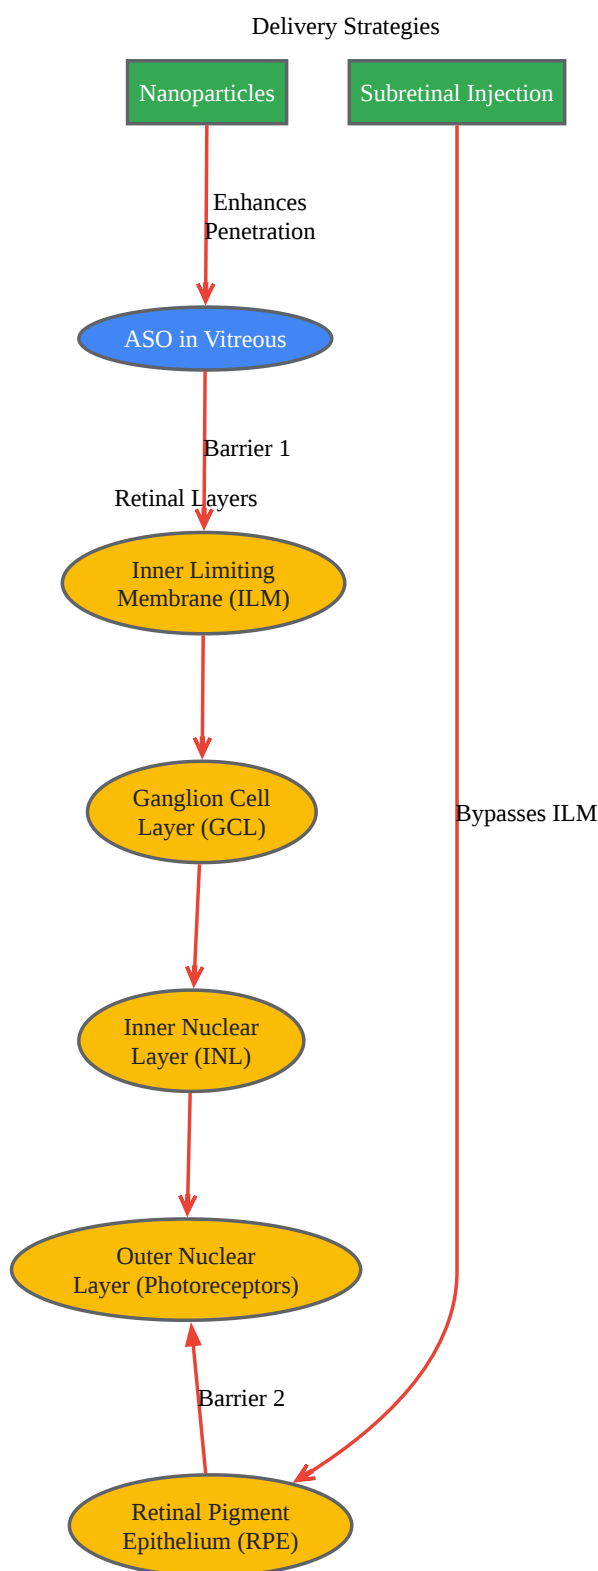 Delivery Strategies
Nanoparticles
Subretinal Injection
Enhances
Penetration
ASO in Vitreous
Barrier 1
Retinal Layers
Inner Limiting
Membrane (ILM)
Ganglion Cell
Layer (GCL)
Bypasses ILM
Inner Nuclear
Layer (INL)
Outer Nuclear
Layer (Photoreceptors)
Barrier 2
Retinal Pigment
Epithelium (RPE)